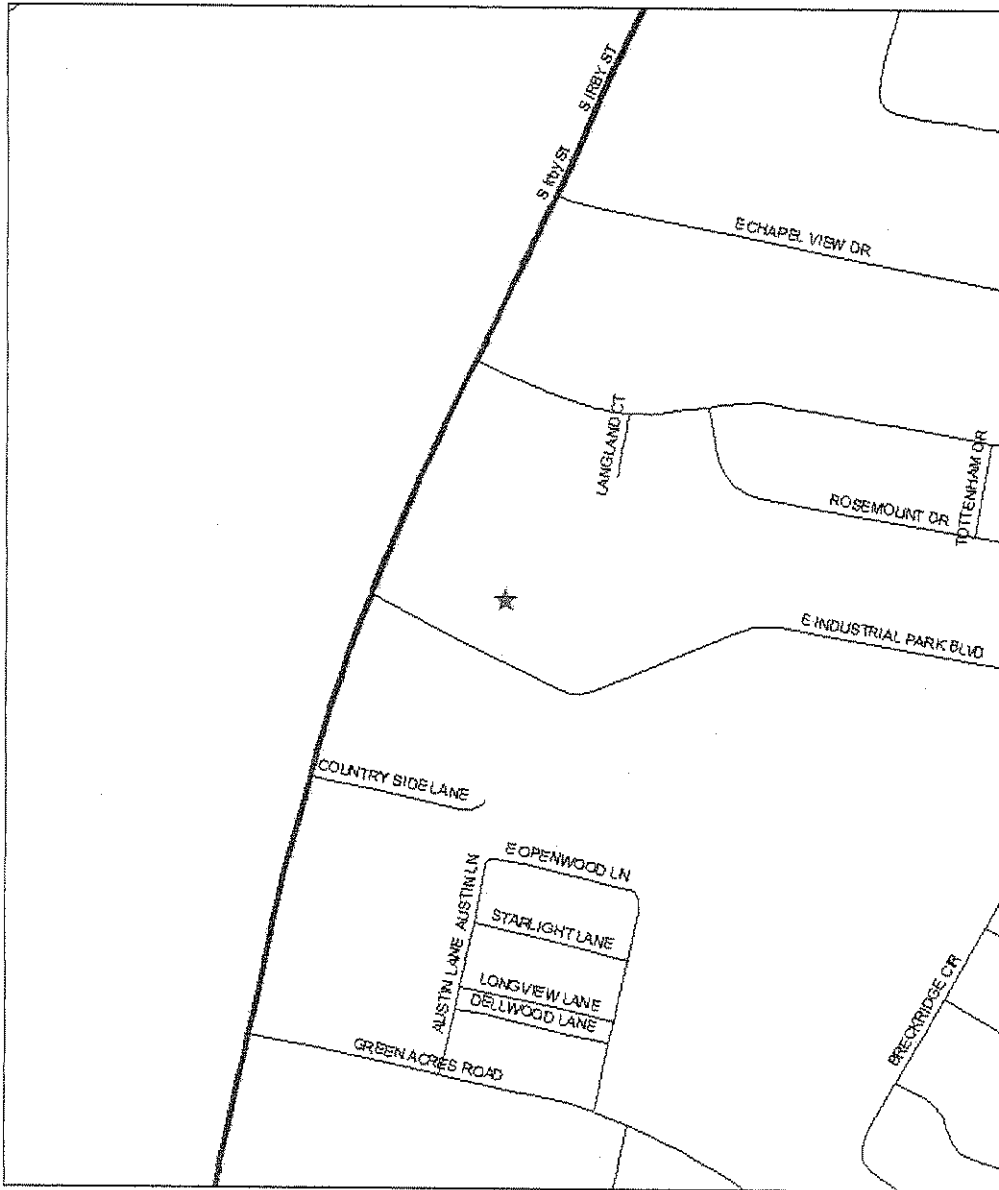 S IRBY ST
S Irby ST
E CHAPEL VIEW DR
LANGLAND CT
TOTTENHAM DR
ROSEMOUNT DR
E INDUSTRIAL PARK BLVD
COUNTRY SIDE LANE
E OPENWOOD LN
AUSTIN LN
STARLIGHT LANE
AUSTIN LANE
LONGVIEW LANE
DELLWOOD LANE
BRECKRIDGE CIR
GREEN ACRES ROAD